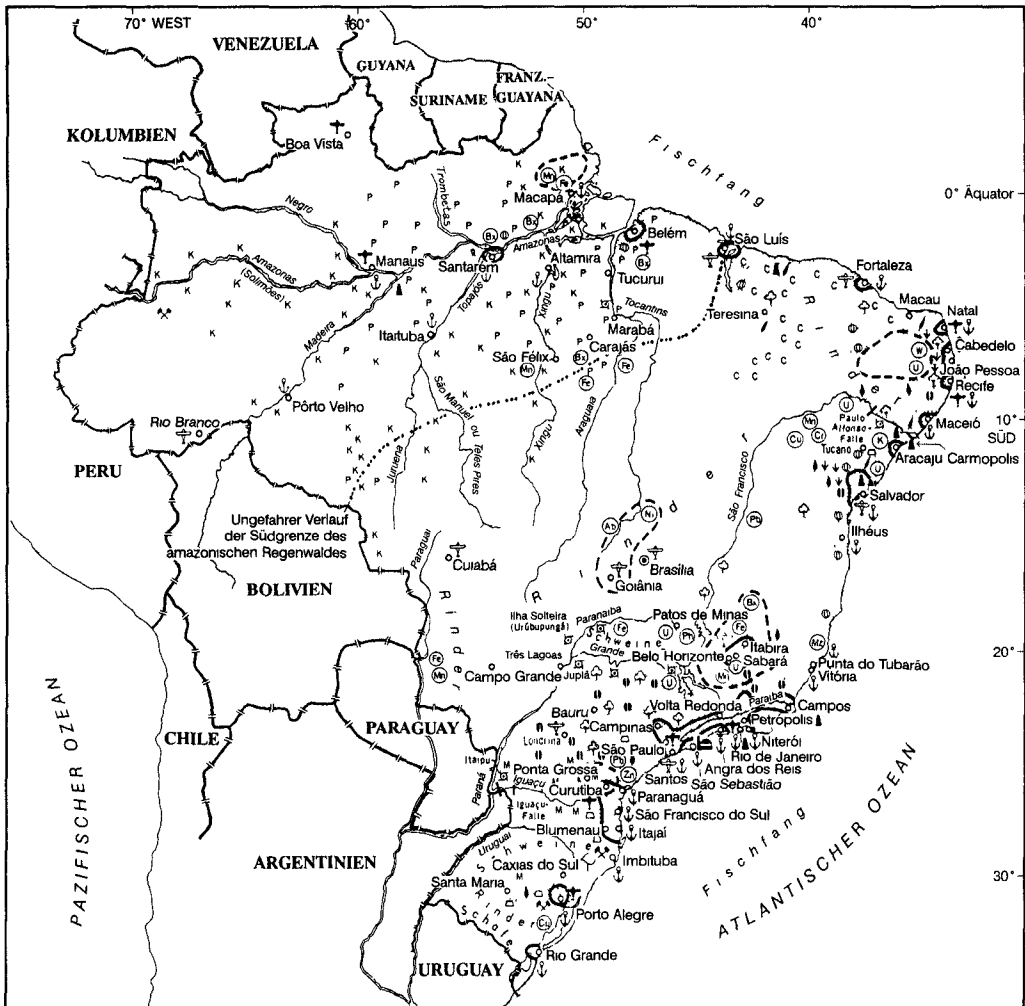 70° WEST
60°
50°
40°
VENEZUELA
GUYANA
SURINAME
FRANZ.–
GUAYANA
KOLUMBIEN
Boa Vista
Fischfang
0° Äquator
Trombetas
Macapá
Negro
Amazonas
(Solimões)
Manaus
Santarém
Amazonas
Altamira
Belém
São Luís
Tucurui
Fortaleza
Tocantins
Macau
Natal
Teresina
Marabá
Carajás
Madeira
Itaituba
Xingu
São Félix
Cabedelo
João Pessoa
Recife
Pôrto Velho
Rio Branco
São Manuel ou Teles Pires
Juruena
Xingu
Araguaia
São Francisco
Paulo
Alfonso-
Fälle
Tucano
Maceió
10°
SÜD
Aracaju Carmopolis
PERU
Salvador
Ilhéus
Ungefährer Verlauf
der Südgrenze des
amazonischen Regenwaldes
BOLIVIEN
Paraguai
Cuiabá
Rinder
Brasília
Goiânia
Ilha Solteira
(Urubupungá)
Paranaíba
Patos de Minas
Schweine
Grande
Itabira
Belo Horizonte
Sabará
20°
Três Lagoas
Campo Grande
Jupiá
Punta do Tubarão
Vitória
PAZIFISCHER OZEAN
CHILE
PARAGUAY
Volta Redonda
Paraíba
Campos
Bauru
Campinas
Petrópolis
Londrina
São Paulo
Niterói
Rio de Janeiro
Angra dos Reis
Santos
São Sebastião
Itaipu
Paraná
Ponta Grossa
Iguaçu
Curutiba
Paranaguá
Iguaçu-
Fälle
São Francisco do Sul
Blumenau
Itajaí
ARGENTINIEN
Uruguai
Schweine
Caxias do Sul
Imbituba
Fischfang
ATLANTISCHER OZEAN
30°
Santa Maria
Rinder
Schafe
Porto Alegre
URUGUAY
Rio Grande